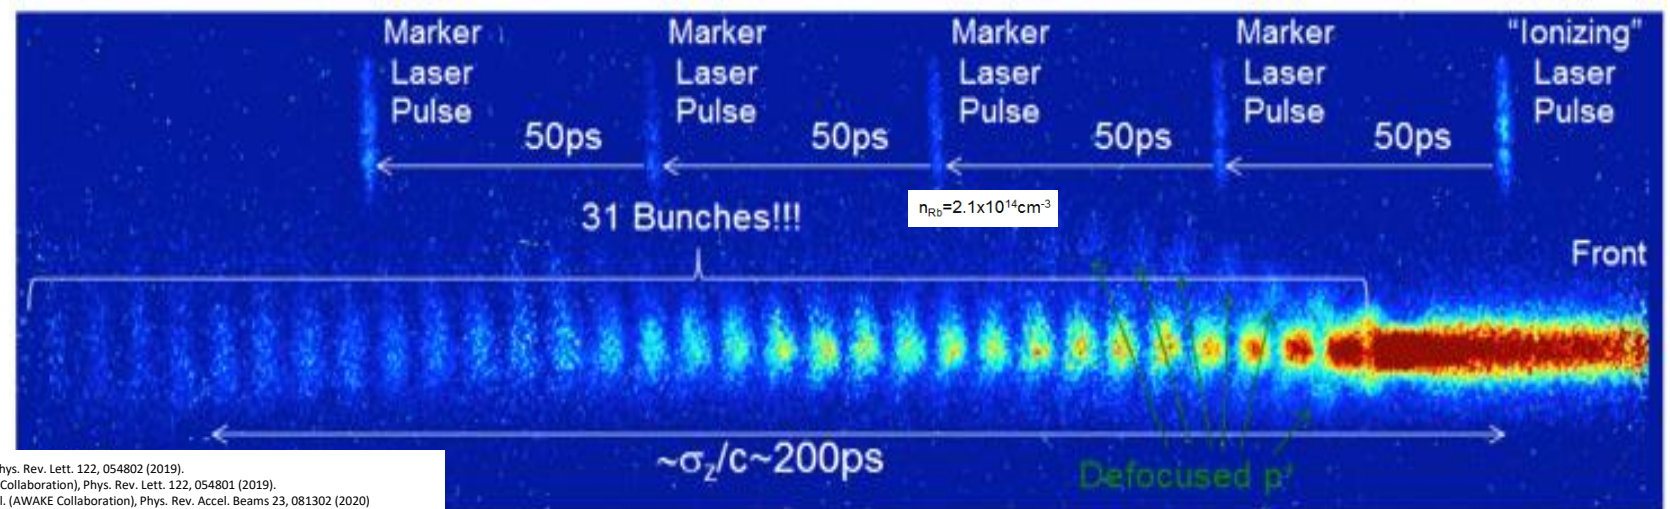 Marker
Laser
Pulse
Marker
Laser
Pulse
Marker
Laser
Pulse
Marker
Laser
Pulse
"Ionizing"
Laser
Pulse
50ps
50ps
50ps
50ps
n_Rb=2.1x10¹⁴cm⁻³
31 Bunches!!!
Front
~σ_z/c~200ps
Defocused p⁺
hys. Rev. Lett. 122, 054802 (2019).
Collaboration), Phys. Rev. Lett. 122, 054801 (2019).
l. (AWAKE Collaboration), Phys. Rev. Accel. Beams 23, 081302 (2020)